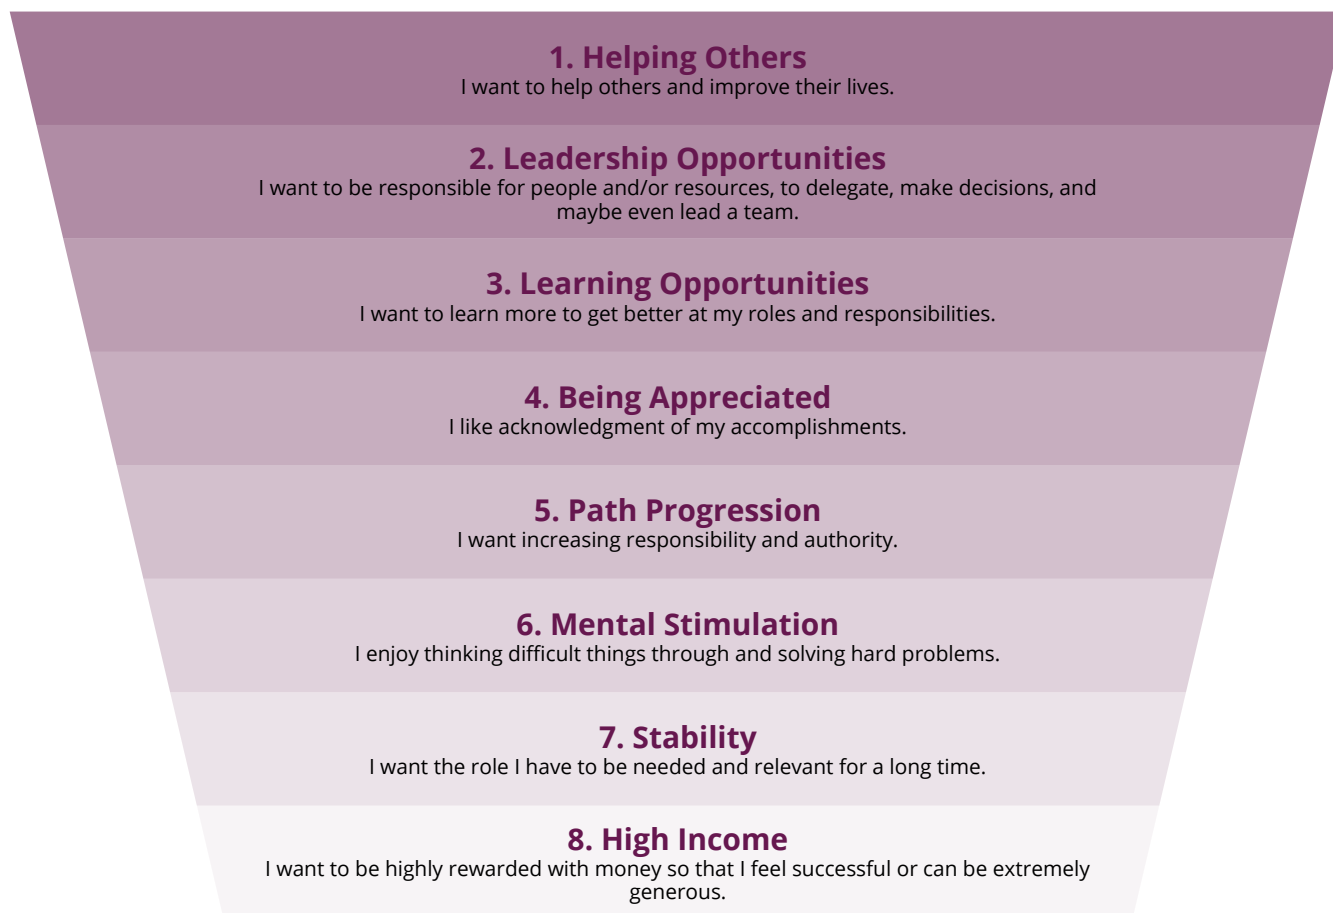 1. Helping Others
I want to help others and improve their lives.
2. Leadership Opportunities
I want to be responsible for people and/or resources, to delegate, make decisions, and
maybe even lead a team.
3. Learning Opportunities
I want to learn more to get better at my roles and responsibilities.
4. Being Appreciated
I like acknowledgment of my accomplishments.
5. Path Progression
I want increasing responsibility and authority.
6. Mental Stimulation
I enjoy thinking difficult things through and solving hard problems.
7. Stability
I want the role I have to be needed and relevant for a long time.
8. High Income
I want to be highly rewarded with money so that I feel successful or can be extremely
generous.